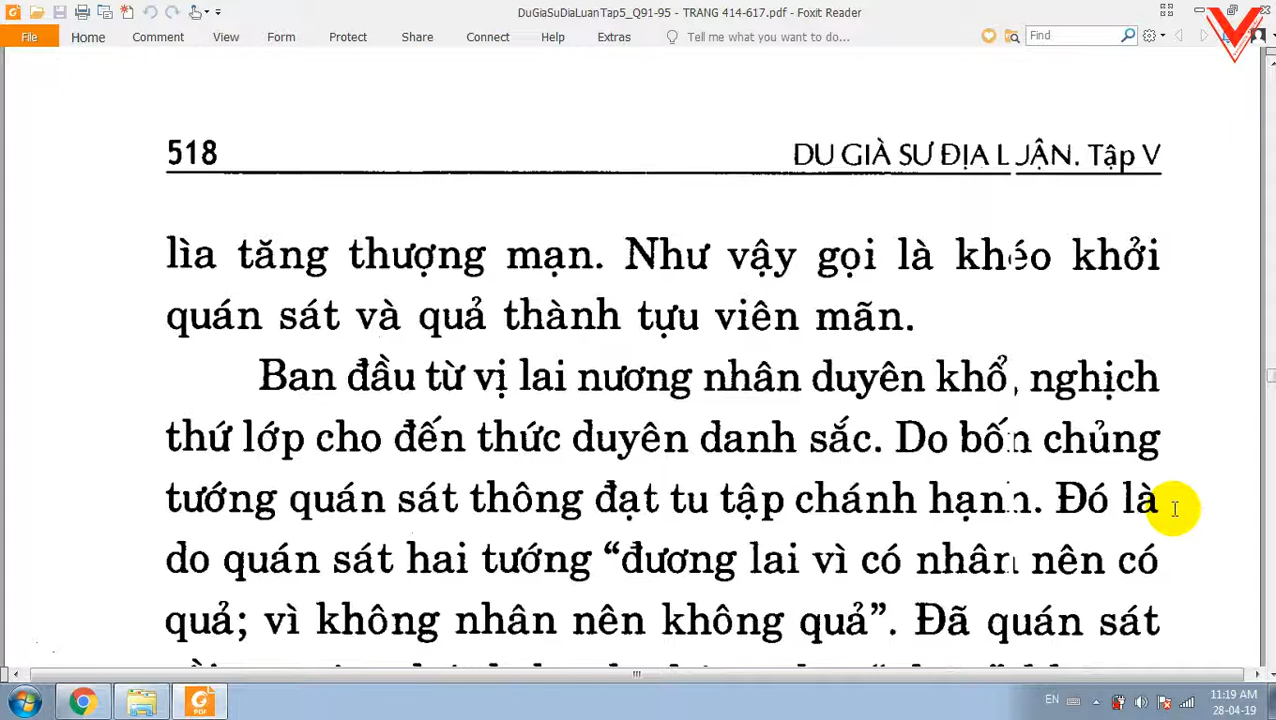 DuGiaSuDiaLuanTap5_Q91-95 - TRANG 414-617.pdf - Foxit Reader
File Home Comment View Form Protect Share Connect Help Extras Tell me what you want to do... Find
518 DU GIÀ SƯ ĐỊA LUẬN. Tập V
lìa tăng thượng mạn. Như vậy gọi là khéo khởi
quán sát và quả thành tựu viên mãn.
Ban đầu từ vị lai nương nhân duyên khổ, nghịch
thứ lớp cho đến thức duyên danh sắc. Do bốn chủng
tướng quán sát thông đạt tu tập chánh hạnh. Đó là
do quán sát hai tướng “đương lai vì có nhân nên có
quả; vì không nhân nên không quả”. Đã quán sát
EN 11:19 AM
28-04-19